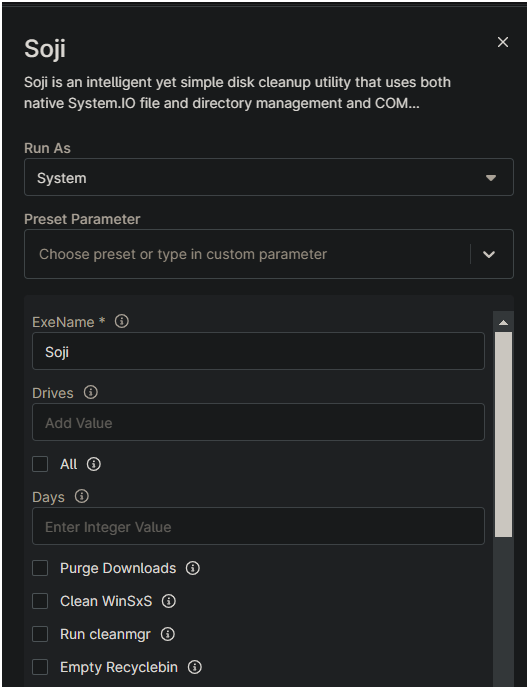 Soji
Soji is an intelligent yet simple disk cleanup utility that uses both
native System.IO file and directory management and COM...
Run As
System
Preset Parameter
Choose preset or type in custom parameter
ExeName *
Soji
Drives
Add Value
All
Days
Enter Integer Value
Purge Downloads
Clean WinSxS
Run cleanmgr
Empty Recyclebin